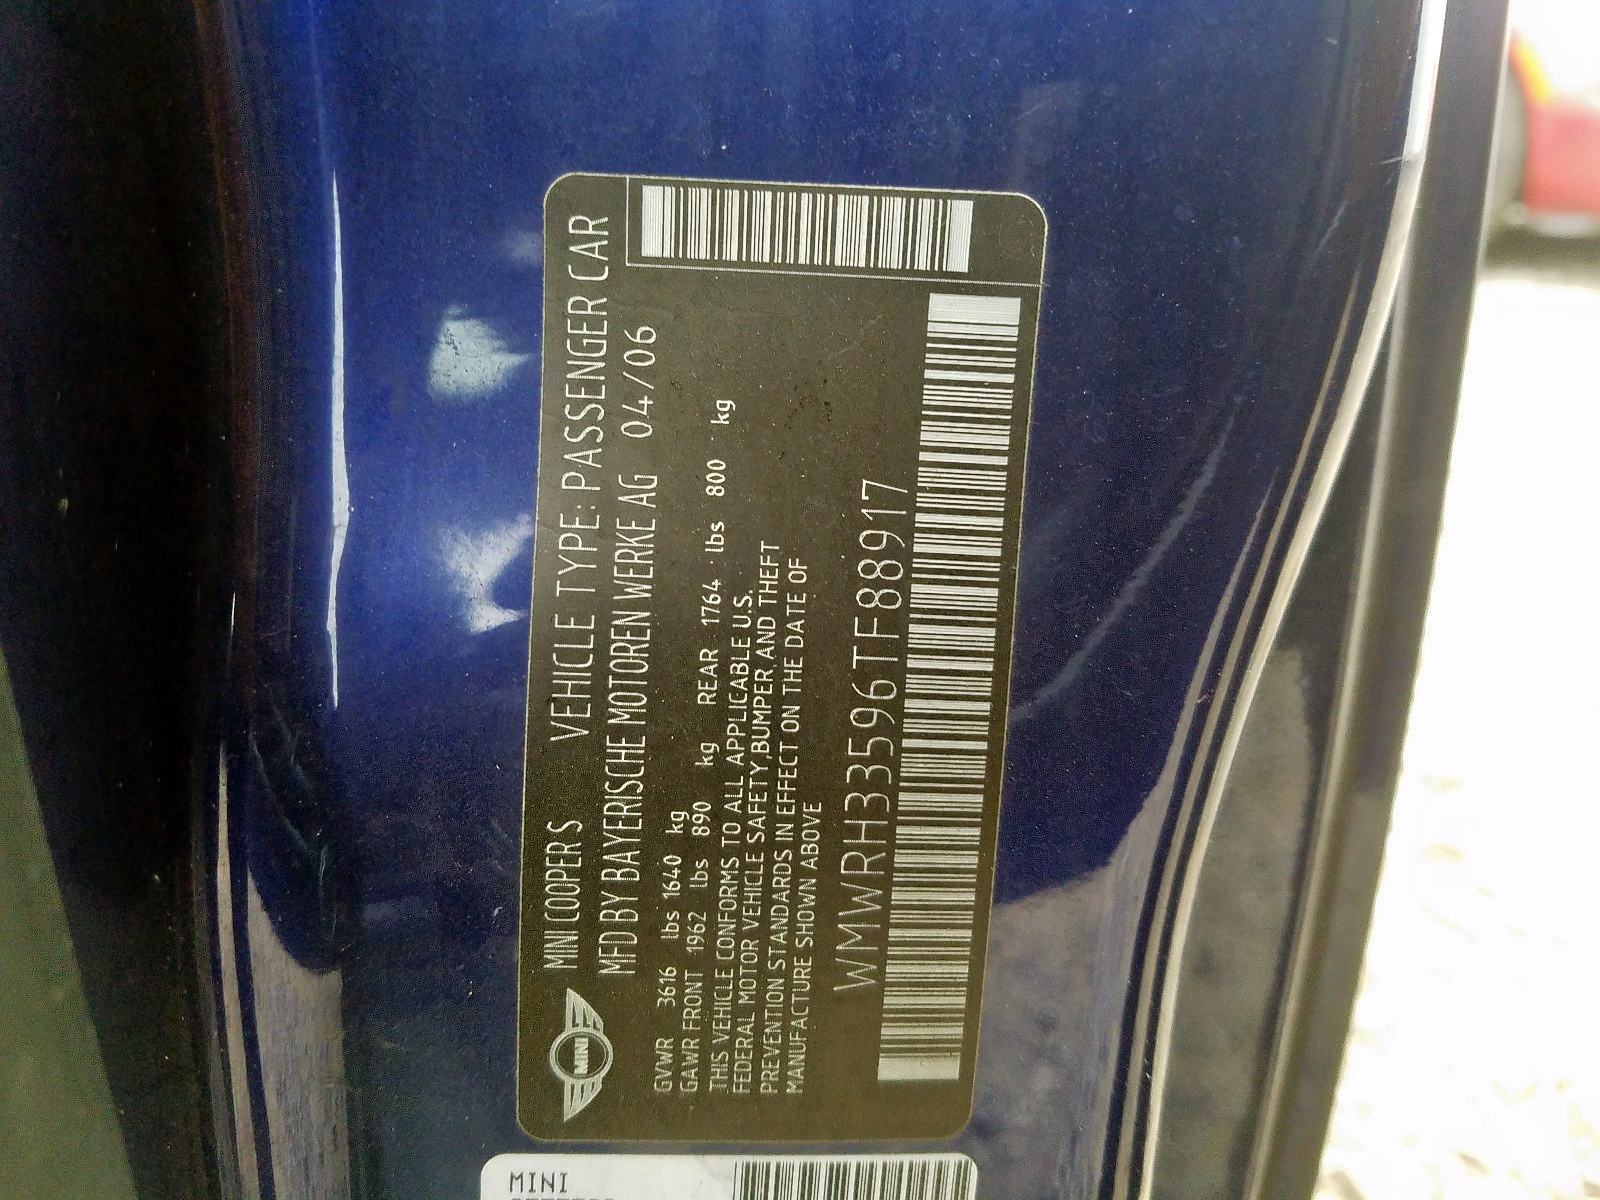 MINI
MINI COOPER S VEHICLE TYPE: PASSENGER CAR
MFD BY BAYERISCHE MOTOREN WERKE AG 04/06
GVWR 3616 lbs 1640 kg
GAWR FRONT 1962 lbs 890 kg REAR 1764 lbs 800 kg
THIS VEHICLE CONFORMS TO ALL APPLICABLE U.S.
FEDERAL MOTOR VEHICLE SAFETY,BUMPER AND THEFT
PREVENTION STANDARDS IN EFFECT ON THE DATE OF
MANUFACTURE SHOWN ABOVE
WMWRH33596TF88917
MINI